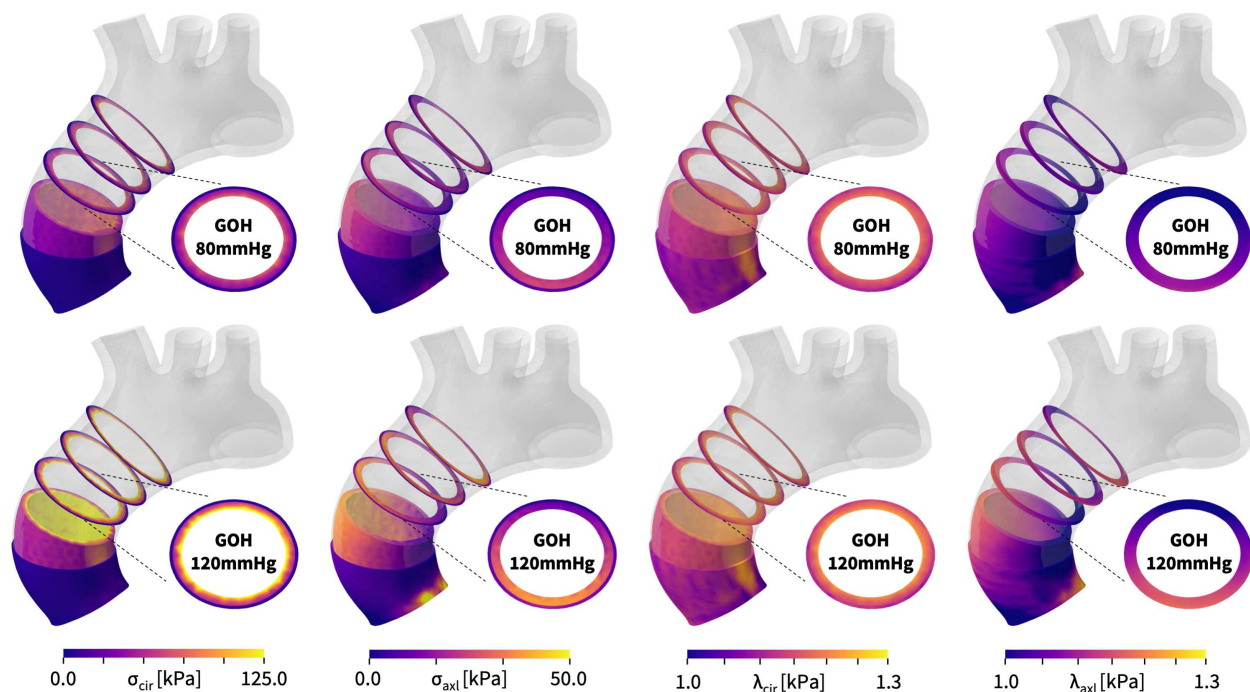 GOH
80mmHg
GOH
80mmHg
GOH
80mmHg
GOH
80mmHg
GOH
120mmHg
GOH
120mmHg
GOH
120mmHg
GOH
120mmHg
0.0 σcir [kPa] 125.0
0.0 σaxl [kPa] 50.0
1.0 λcir [kPa] 1.3
1.0 λaxl [kPa] 1.3